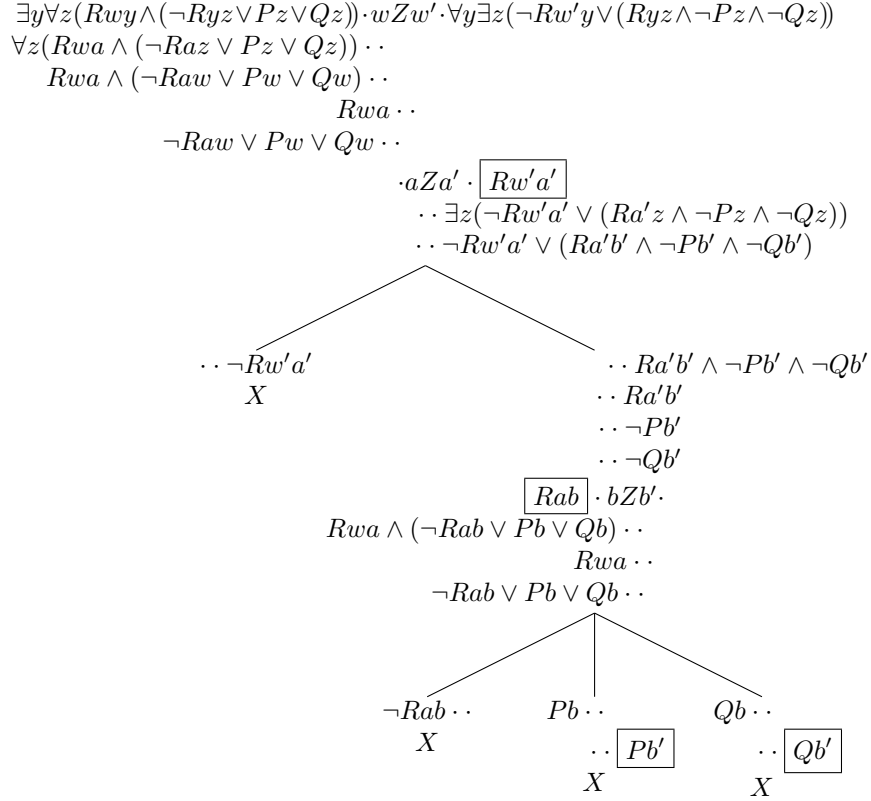 ∃y∀z(Rwy∧(¬Ryz∨Pz∨Qz))·wZw′·∀y∃z(¬Rw′y∨(Ryz∧¬Pz∧¬Qz))
∀z(Rwa ∧ (¬Raz ∨ Pz ∨ Qz)) · ·
Rwa ∧ (¬Raw ∨ Pw ∨ Qw) · ·
Rwa · ·
¬Raw ∨ Pw ∨ Qw · ·
·aZa′ · Rw′a′
· · ∃z(¬Rw′a′ ∨ (Ra′z ∧ ¬Pz ∧ ¬Qz))
· · ¬Rw′a′ ∨ (Ra′b′ ∧ ¬Pb′ ∧ ¬Qb′)
· · ¬Rw′a′ · · Ra′b′ ∧ ¬Pb′ ∧ ¬Qb′
X · · Ra′b′
· · ¬Pb′
· · ¬Qb′
Rab · bZb′·
Rwa ∧ (¬Rab ∨ Pb ∨ Qb) · ·
Rwa · ·
¬Rab ∨ Pb ∨ Qb · ·
¬Rab · · Pb · · Qb · ·
X · · Pb′ · · Qb′
X X